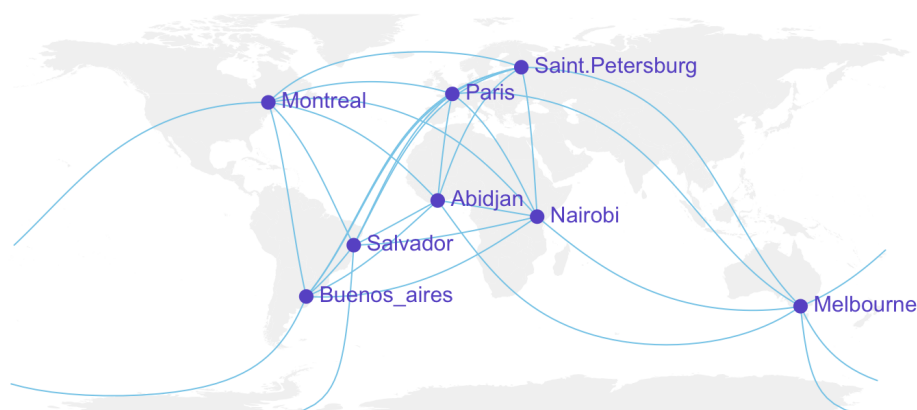 Saint.Petersburg
Paris
Montreal
Abidjan
Nairobi
Salvador
Buenos_aires
Melbourne